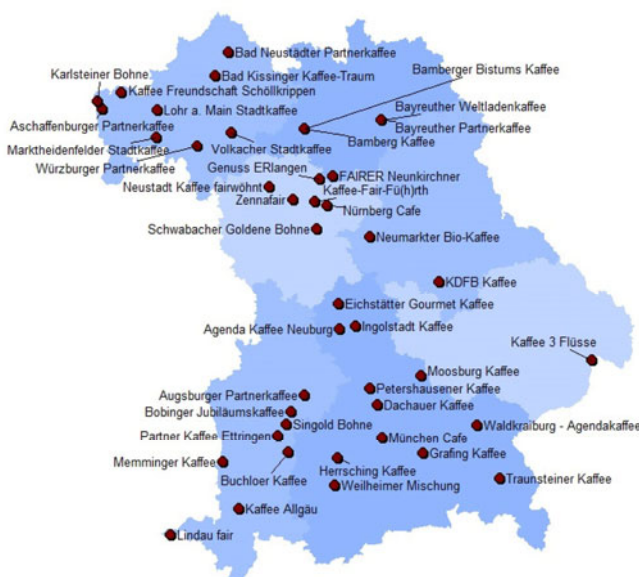 Bad Neustädter Partnerkaffee
Karlsteiner Bohne
Bad Kissinger Kaffee-Traum
Bamberger Bistums Kaffee
Kaffee Freundschaft Schöllkrippen
Lohr a. Main Stadtkaffee
Bayreuther Weltladenkaffee
Aschaffenburger Partnerkaffee
Bayreuther Partnerkaffee
Marktheidenfelder Stadtkaffee
Volkacher Stadtkaffee
Bamberg Kaffee
Würzburger Partnerkaffee
Genuss ERlangen
FAIRER Neunkirchner
Neustadt Kaffee fairwöhnt
Kaffee-Fair-Fü(h)rth
Zennafair
Nürnberg Cafe
Schwabacher Goldene Bohne
Neumarkter Bio-Kaffee
KDFB Kaffee
Eichstätter Gourmet Kaffee
Agenda Kaffee Neuburg
Ingolstadt Kaffee
Kaffee 3 Flüsse
Moosburg Kaffee
Petershausener Kaffee
Augsburger Partnerkaffee
Dachauer Kaffee
Bobinger Jubiläumskaffee
Singold Bohne
Waldkraiburg - Agendakaffee
Partner Kaffee Ettringen
München Cafe
Grafing Kaffee
Memminger Kaffee
Buchloer Kaffee
Herrsching Kaffee
Traunsteiner Kaffee
Weilheimer Mischung
Kaffee Allgäu
Lindau fair